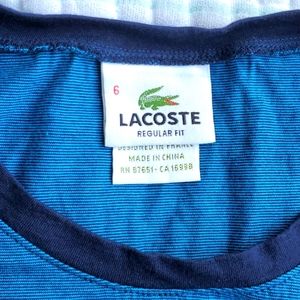 6
LACOSTE
REGULAR FIT
DESIGNED IN FRANCE
MADE IN CHINA
RN 87651 - CA 16998